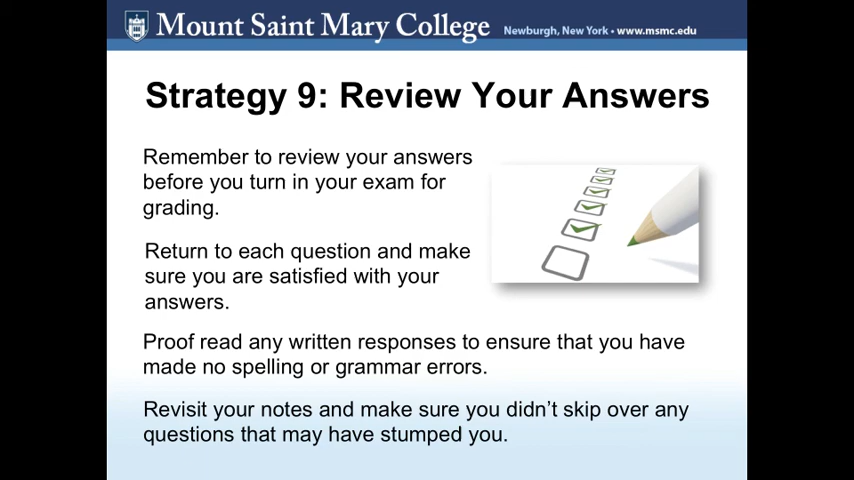 Mount Saint Mary College Newburgh, New York • www.msmc.edu
Strategy 9: Review Your Answers
Remember to review your answers
before you turn in your exam for
grading.
Return to each question and make
sure you are satisfied with your
answers.
Proof read any written responses to ensure that you have
made no spelling or grammar errors.
Revisit your notes and make sure you didn’t skip over any
questions that may have stumped you.